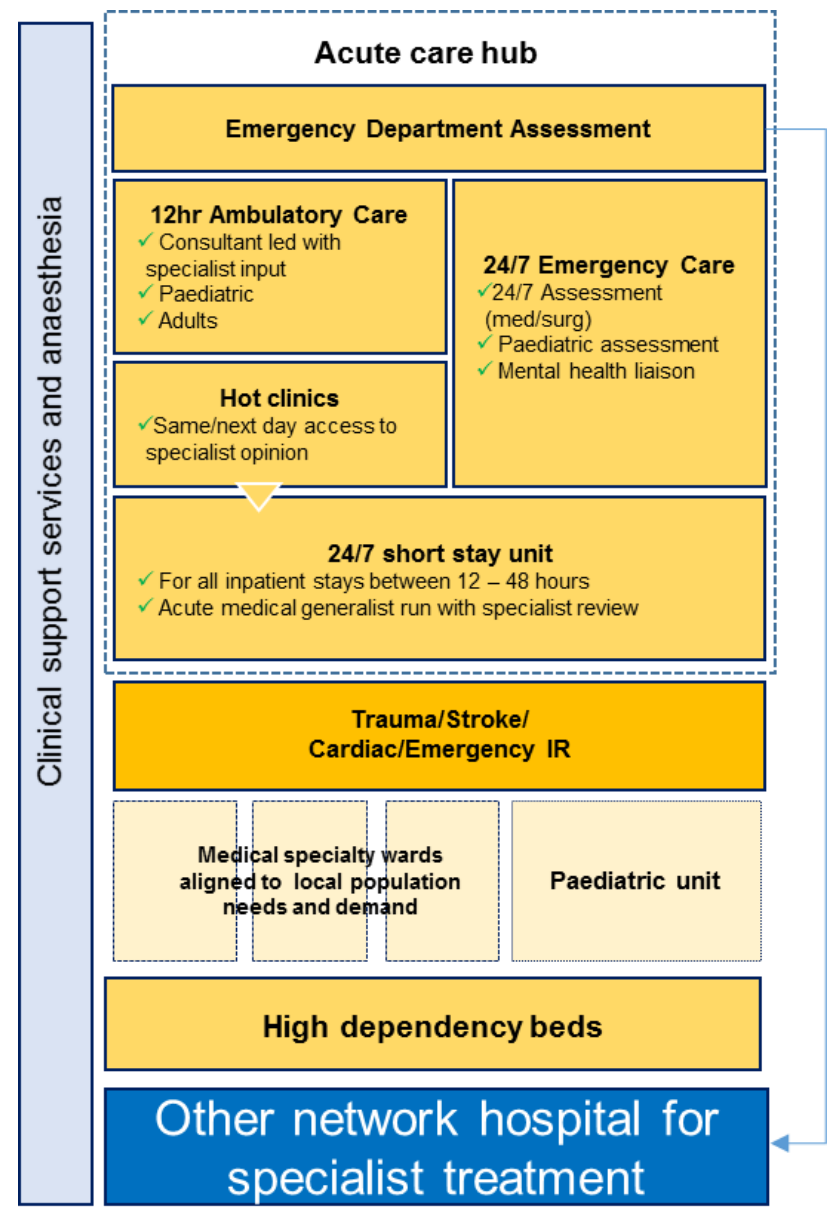 Clinical support services and anaesthesia
Acute care hub
Emergency Department Assessment
12hr Ambulatory Care
✓ Consultant led with
specialist input
✓ Paediatric
✓ Adults
24/7 Emergency Care
✓24/7 Assessment
(med/surg)
✓ Paediatric assessment
✓ Mental health liaison
Hot clinics
✓Same/next day access to
specialist opinion
24/7 short stay unit
✓ For all inpatient stays between 12 – 48 hours
✓ Acute medical generalist run with specialist review
Trauma/Stroke/
Cardiac/Emergency IR
Medical specialty wards
aligned to local population
needs and demand
Paediatric unit
High dependency beds
Other network hospital for
specialist treatment